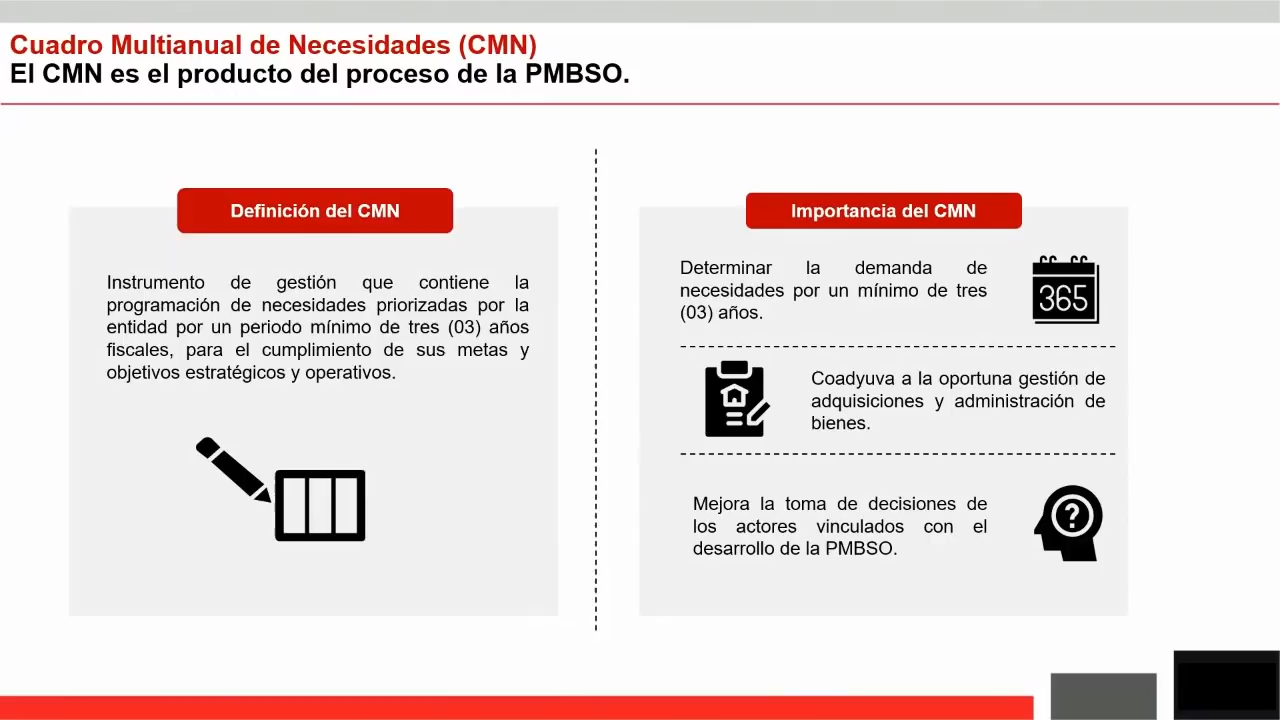 Cuadro Multianual de Necesidades (CMN)
El CMN es el producto del proceso de la PMBSO.
Definición del CMN
Instrumento de gestión que contiene la
programación de necesidades priorizadas por la
entidad por un periodo mínimo de tres (03) años
fiscales, para el cumplimiento de sus metas y
objetivos estratégicos y operativos.
Importancia del CMN
Determinar la demanda de
necesidades por un mínimo de tres
(03) años.
365
Coadyuva a la oportuna gestión de
adquisiciones y administración de
bienes.
Mejora la toma de decisiones de
los actores vinculados con el
desarrollo de la PMBSO.
?